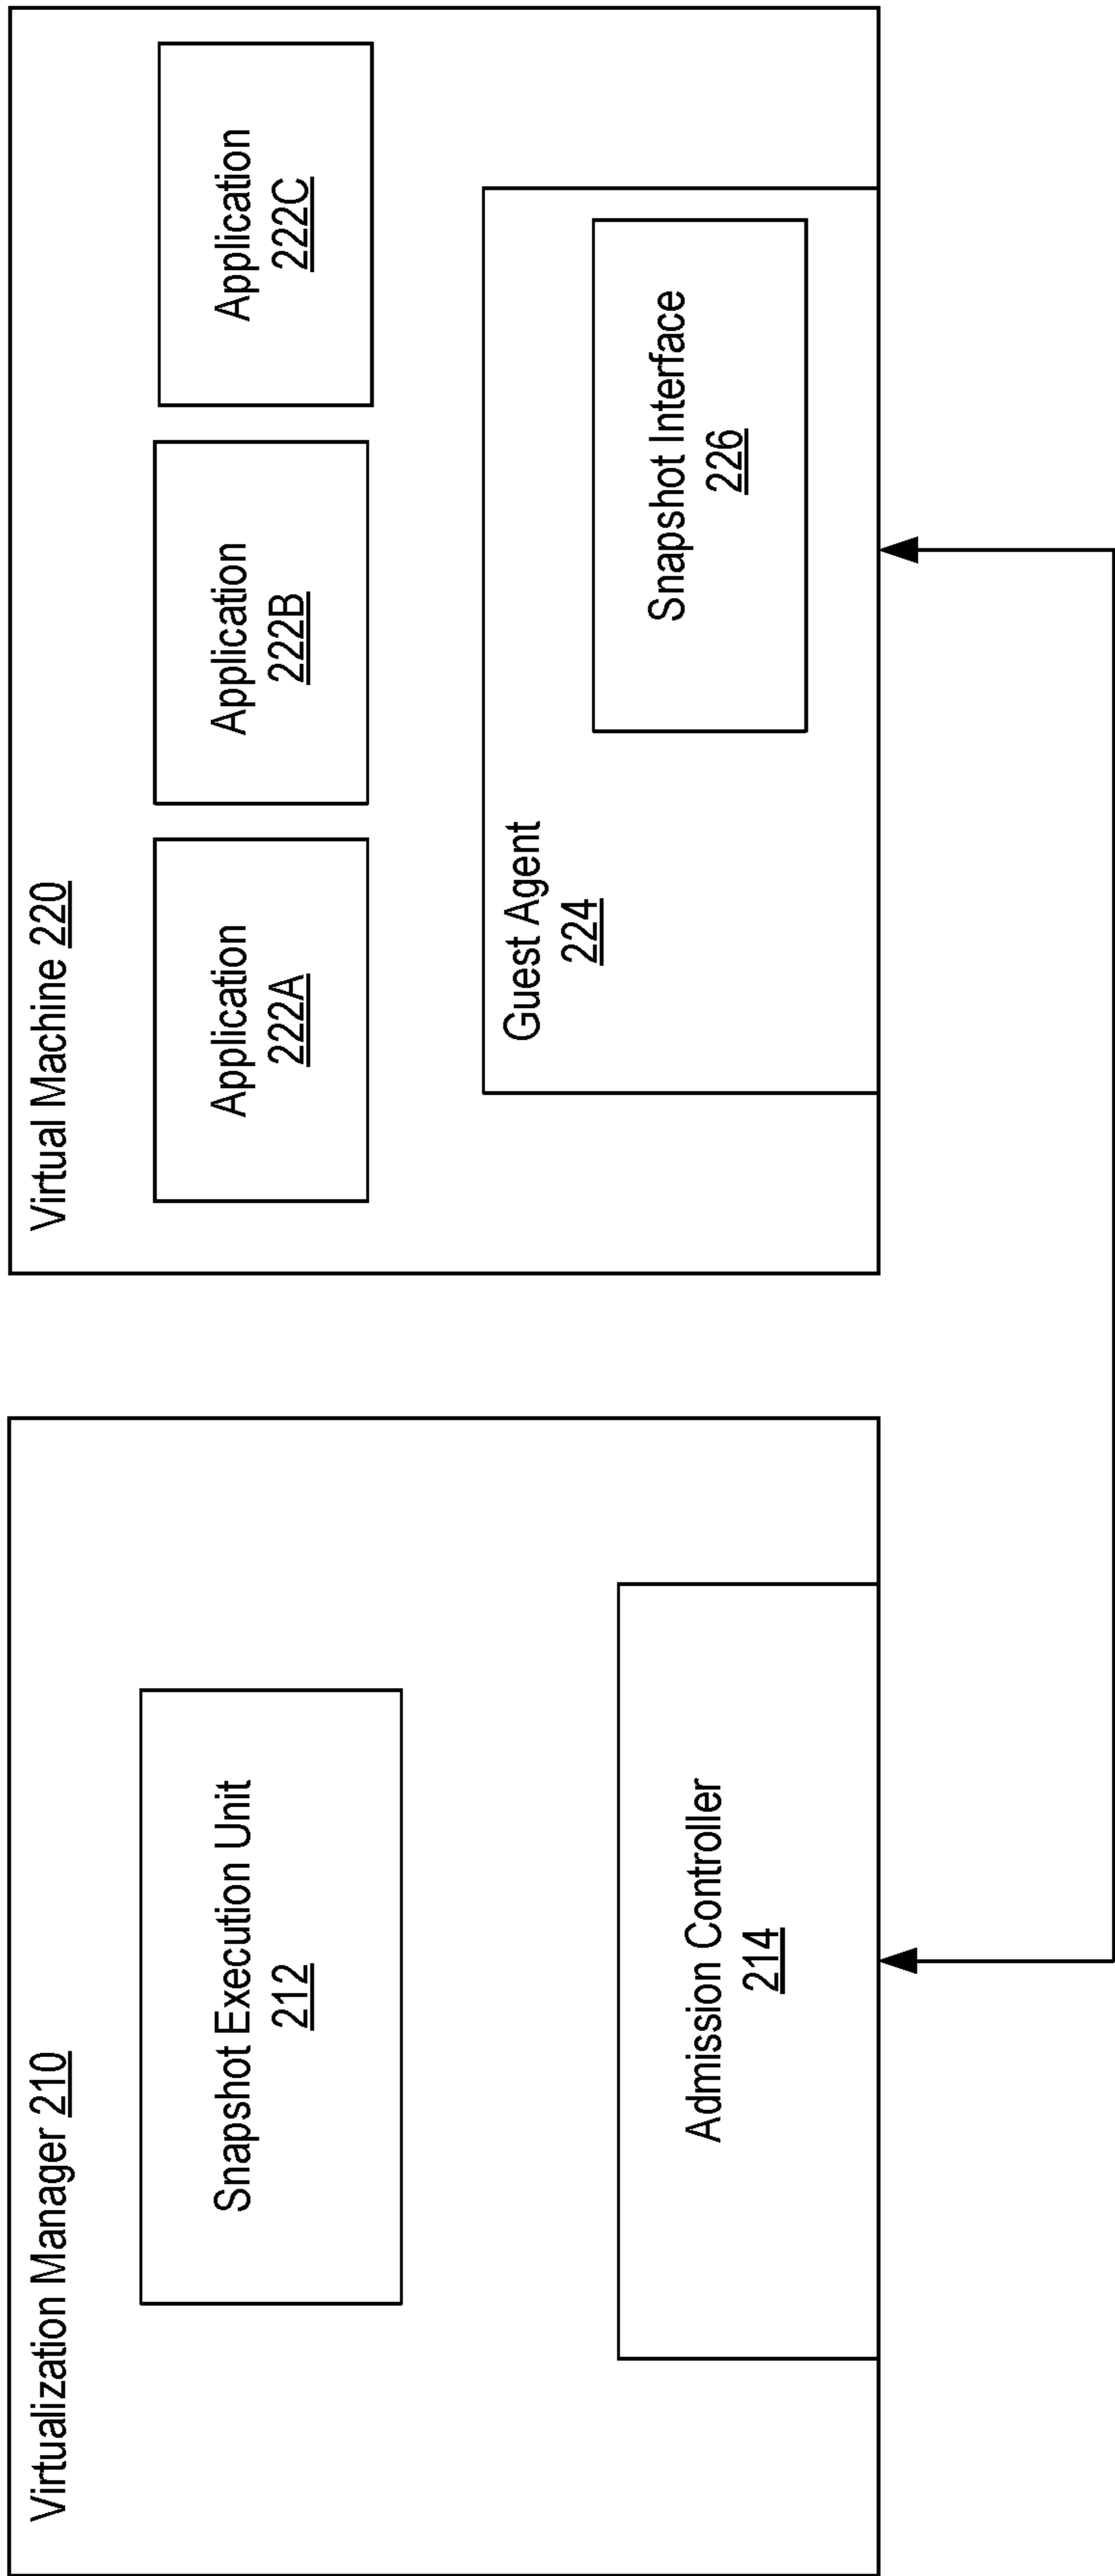 Virtualization Manager 210
Snapshot Execution Unit
212
Admission Controller
214
Virtual Machine 220
Application
222A
Application
222B
Application
222C
Guest Agent
224
Snapshot Interface
226